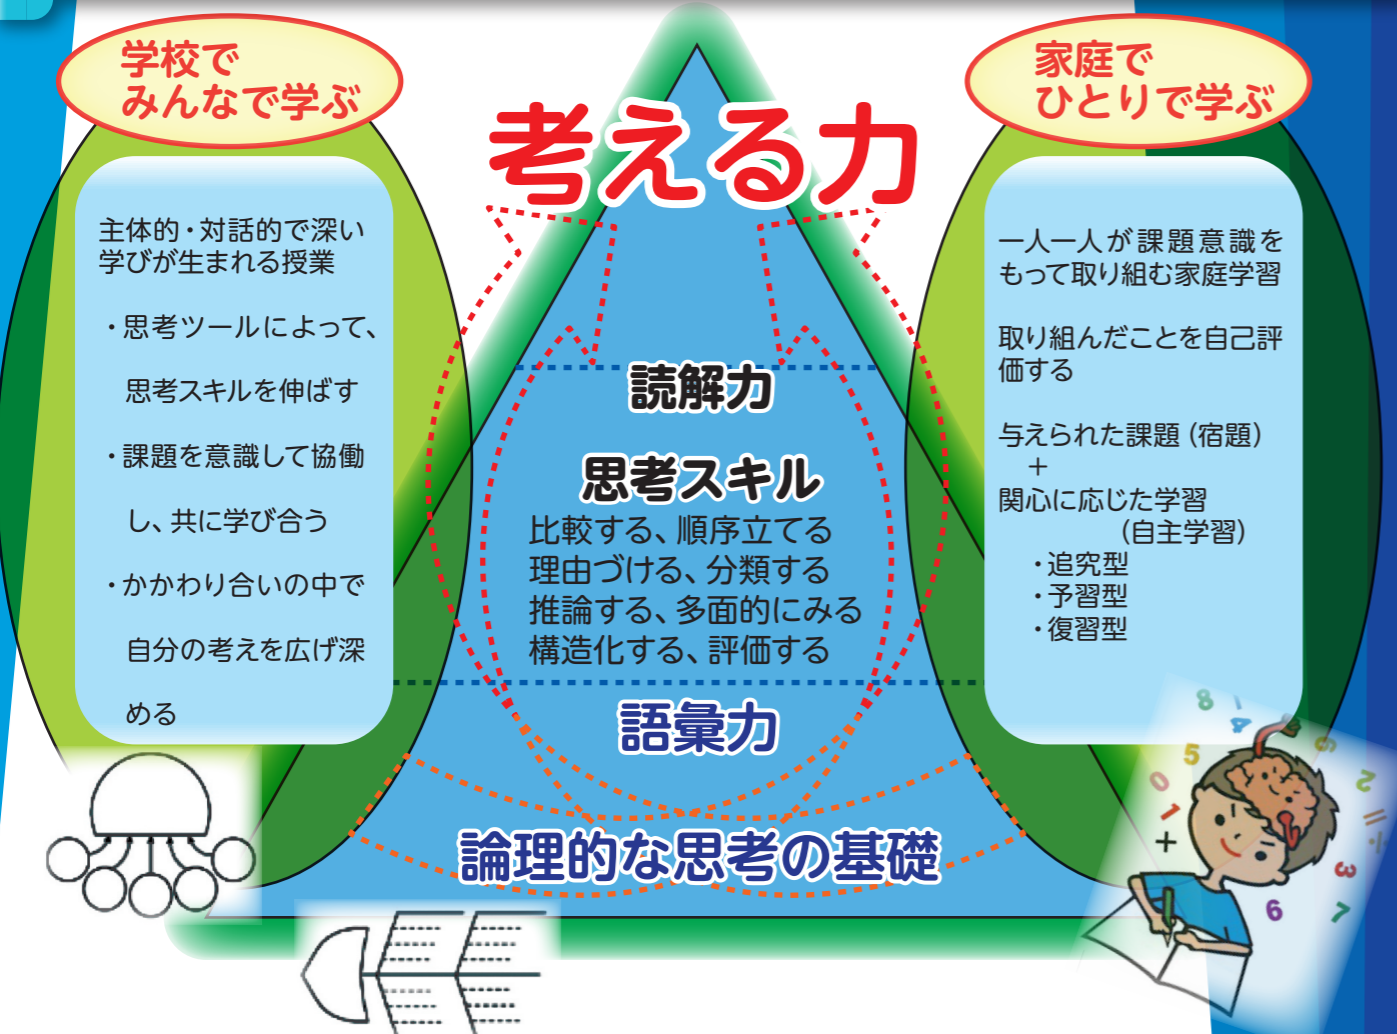 学校で
みんなで学ぶ
主体的・対話的で深い
学びが生まれる授業
・思考ツールによって、
思考スキルを伸ばす
・課題を意識して協働
し、共に学び合う
・かかわり合いの中で
自分の考えを広げ深
める
考える力
読解力
思考スキル
比較する、順序立てる
理由づける、分類する
推論する、多面的にみる
構造化する、評価する
語彙力
論理的な思考の基礎
家庭で
ひとりで学ぶ
一人一人が課題意識を
もって取り組む家庭学習
取り組んだことを自己評
価する
与えられた課題（宿題）
＋
関心に応じた学習
（自主学習）
・追究型
・予習型
・復習型
8
4
5
0
1
+
2
=
÷
3
6
7